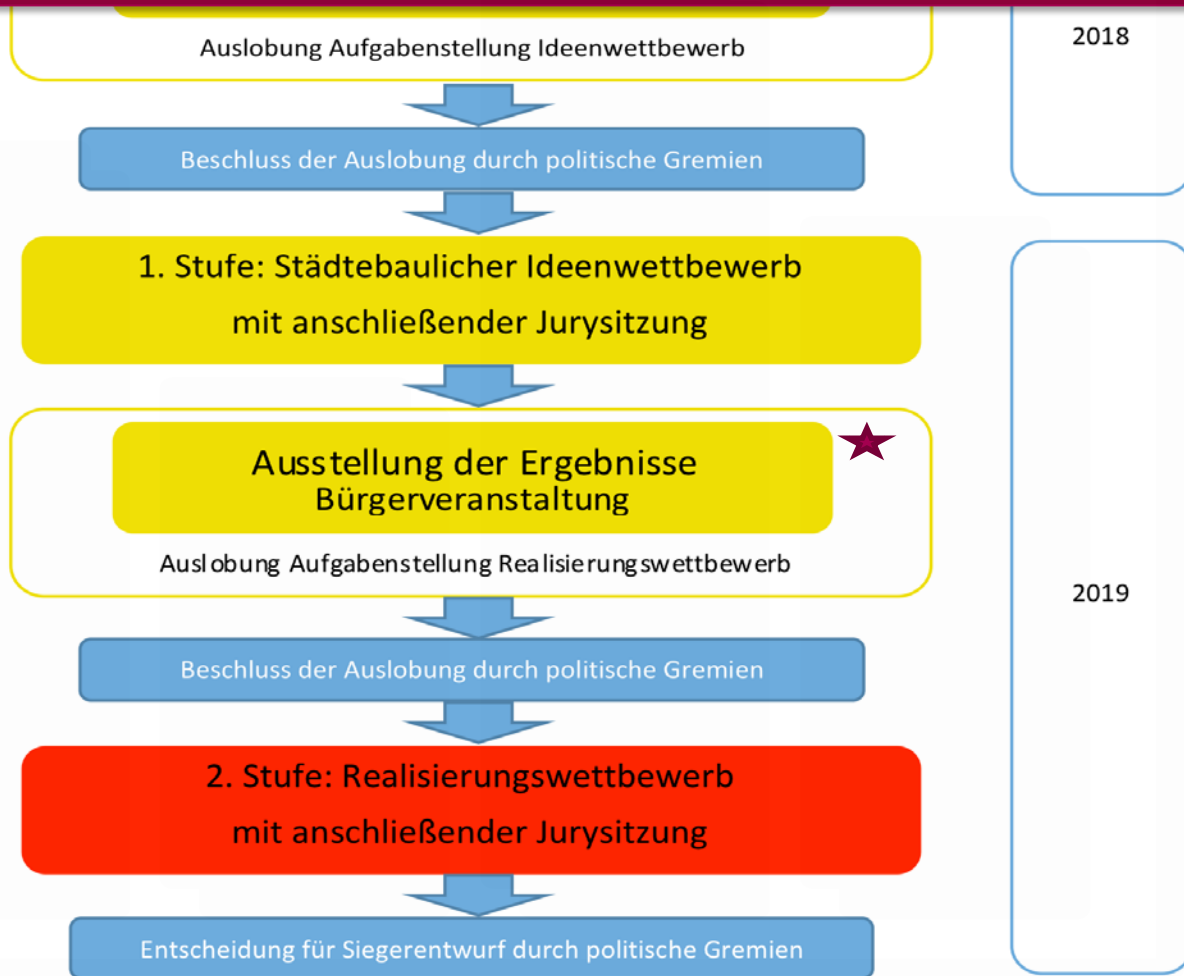 Auslobung Aufgabenstellung Ideenwettbewerb
2018
Beschluss der Auslobung durch politische Gremien
1. Stufe: Städtebaulicher Ideenwettbewerb
mit anschließender Jurysitzung
Ausstellung der Ergebnisse
Bürgerveranstaltung
Auslobung Aufgabenstellung Realisierungswettbewerb
2019
Beschluss der Auslobung durch politische Gremien
2. Stufe: Realisierungswettbewerb
mit anschließender Jurysitzung
Entscheidung für Siegerentwurf durch politische Gremien